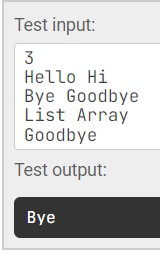 Test input:
3
Hello Hi
Bye Goodbye
List Array
Goodbye
Test output:
Bye